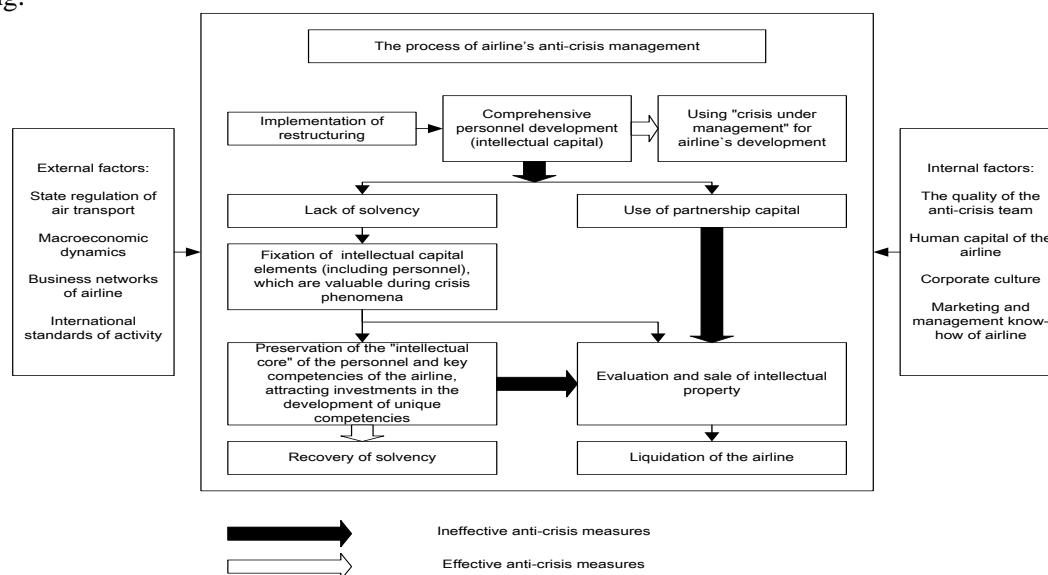 The process of airline's anti-crisis management
Implementation of
restructuring
Comprehensive
personnel development
(intellectual capital)
Using "crisis under
management" for
airline`s development
External factors:
State regulation of
air transport
Macroeconomic
dynamics
Business networks
of airline
International
standards of activity
Internal factors:
The quality of the
anti-crisis team
Human capital of the
airline
Corporate culture
Marketing and
management know-
how of airline
Lack of solvency
Use of partnership capital
Fixation of intellectual capital
elements (including personnel),
which are valuable during crisis
phenomena
Preservation of the "intellectual
core" of the personnel and key
competencies of the airline,
attracting investments in the
development of unique
competencies
Evaluation and sale of intellectual
property
Recovery of solvency
Liquidation of the airline
Ineffective anti-crisis measures
Effective anti-crisis measures